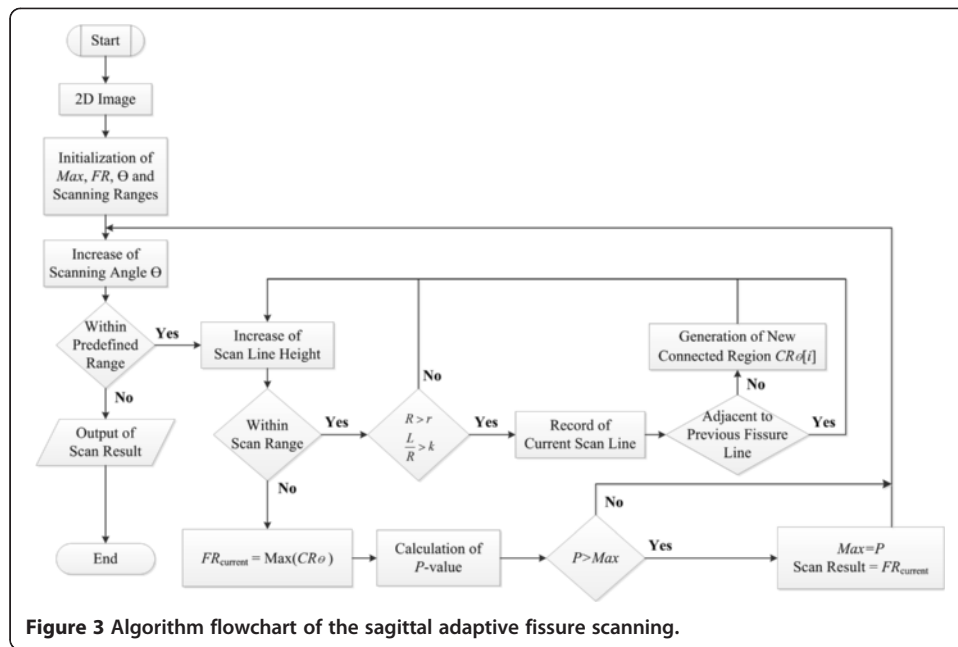 Start
2D Image
Initialization of
Max, FR, Θ and
Scanning Ranges
Increase of
Scanning Angle Θ
Within
Predefined
Range
Yes
No
Output of
Scan Result
End
Increase of
Scan Line Height
Within
Scan Range
Yes
No
R>r
L
R
>k
No
Yes
Record of
Current Scan Line
Adjacent to
Previous Fissure
Line
Yes
No
Generation of New
Connected Region CRΘ[i]
FRcurrent = Max(CRΘ)
Calculation of
P-value
P>Max
No
Yes
Max=P
Scan Result = FRcurrent
Figure 3 Algorithm flowchart of the sagittal adaptive fissure scanning.